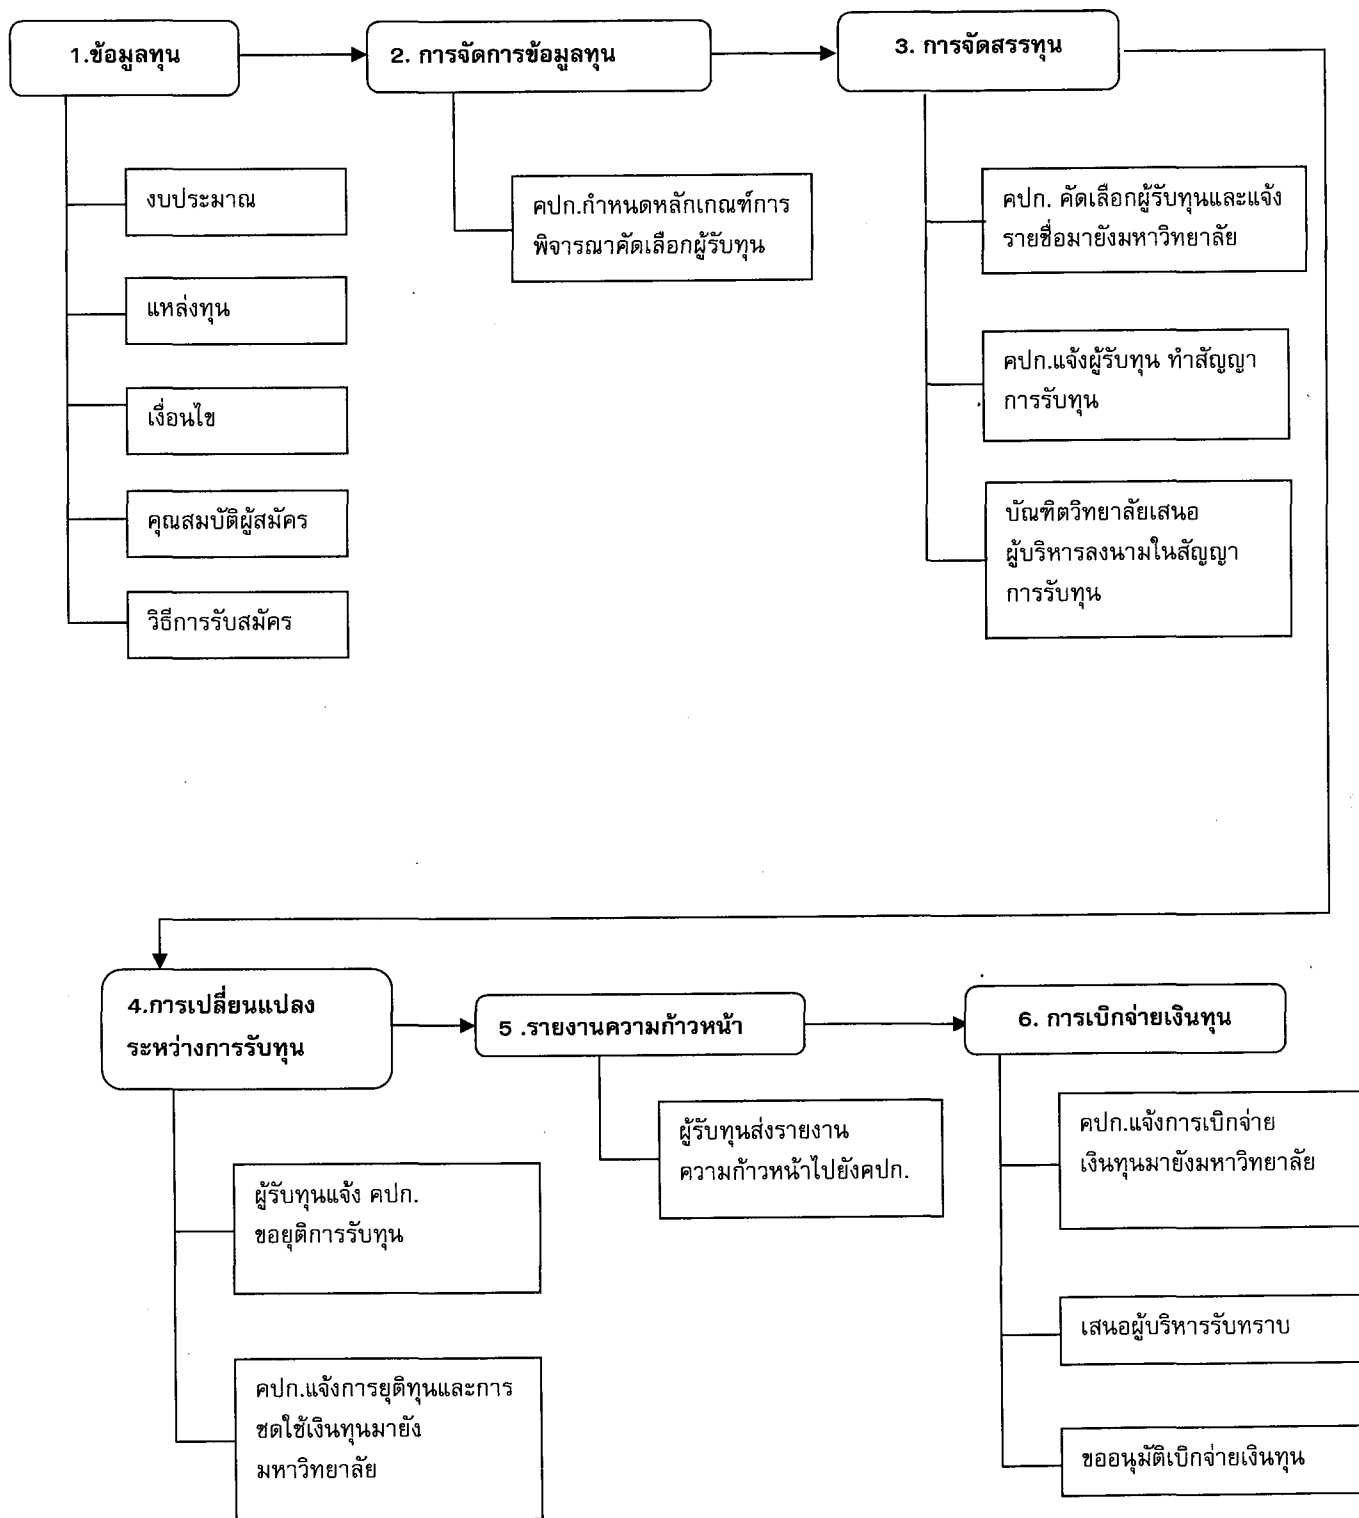 1.ข้อมูลทุน
2. การจัดการข้อมูลทุน
3. การจัดสรรทุน
งบประมาณ
แหล่งทุน
เงื่อนไข
คุณสมบัติผู้สมัคร
วิธีการรับสมัคร
คปก.กำหนดหลักเกณฑ์การ
พิจารณาคัดเลือกผู้รับทุน
คปก. คัดเลือกผู้รับทุนและแจ้ง
รายชื่อมายังมหาวิทยาลัย
คปก.แจ้งผู้รับทุน ทำสัญญา
การรับทุน
บัณฑิตวิทยาลัยเสนอ
ผู้บริหารลงนามในสัญญา
การรับทุน
4.การเปลี่ยนแปลง
ระหว่างการรับทุน
5 .รายงานความก้าวหน้า
6. การเบิกจ่ายเงินทุน
ผู้รับทุนแจ้ง คปก.
ขอยุติการรับทุน
คปก.แจ้งการยุติทุนและการ
ชดใช้เงินทุนมายัง
มหาวิทยาลัย
ผู้รับทุนส่งรายงาน
ความก้าวหน้าไปยังคปก.
คปก.แจ้งการเบิกจ่าย
เงินทุนมายังมหาวิทยาลัย
เสนอผู้บริหารรับทราบ
ขออนุมัติเบิกจ่ายเงินทุน